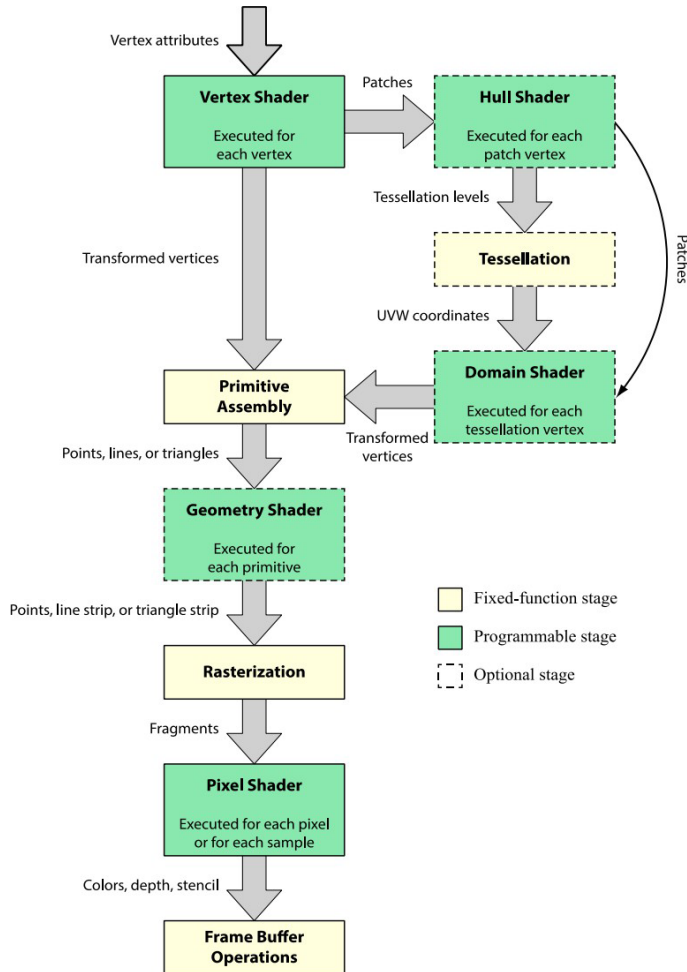 Vertex attributes
Vertex Shader
Executed for
each vertex
Patches
Hull Shader
Executed for each
patch vertex
Tessellation levels
Patches
Transformed vertices
Tessellation
UVW coordinates
Primitive
Assembly
Domain Shader
Executed for each
tessellation vertex
Transformed
vertices
Points, lines, or triangles
Geometry Shader
Executed for
each primitive
Points, line strip, or triangle strip
Rasterization
Fragments
Pixel Shader
Executed for each pixel
or for each sample
Colors, depth, stencil
Frame Buffer
Operations
Fixed-function stage
Programmable stage
Optional stage